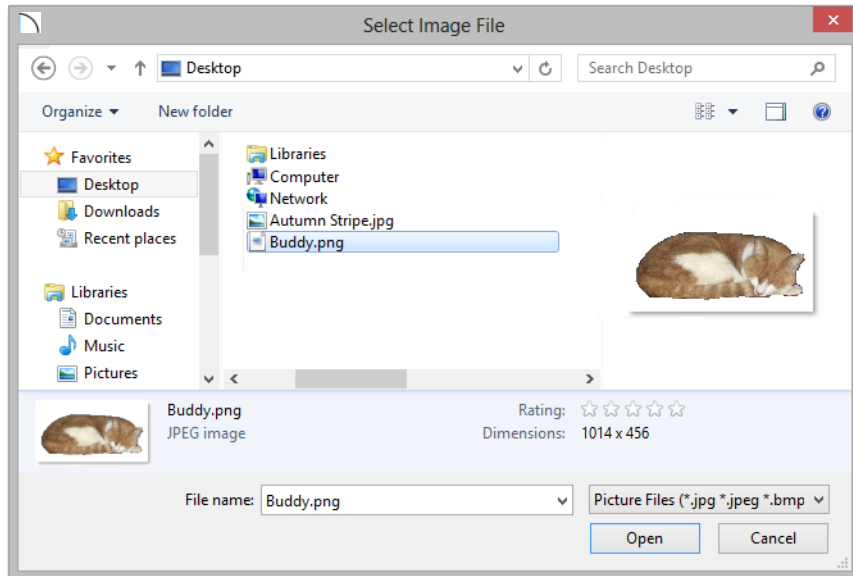 Select Image File
Desktop
Search Desktop
Organize
New folder
Favorites
Desktop
Downloads
Recent places
Libraries
Documents
Music
Pictures
Libraries
Computer
Network
Autumn Stripe.jpg
Buddy.png
Buddy.png
JPEG image
Rating:
Dimensions: 1014 x 456
File name: Buddy.png
Picture Files (*.jpg *.jpeg *.bmp
Open
Cancel